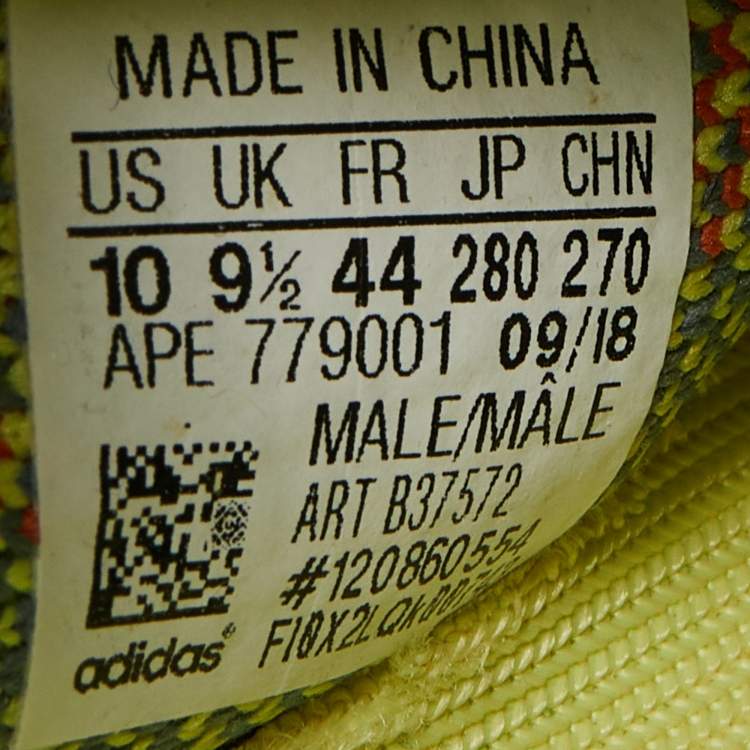 MADE IN CHINA
US UK FR JP CHN
10 9½ 44 280 270
APE 779001 09/18
MALE/MÂLE
ART B37572
#120860554
adidas®